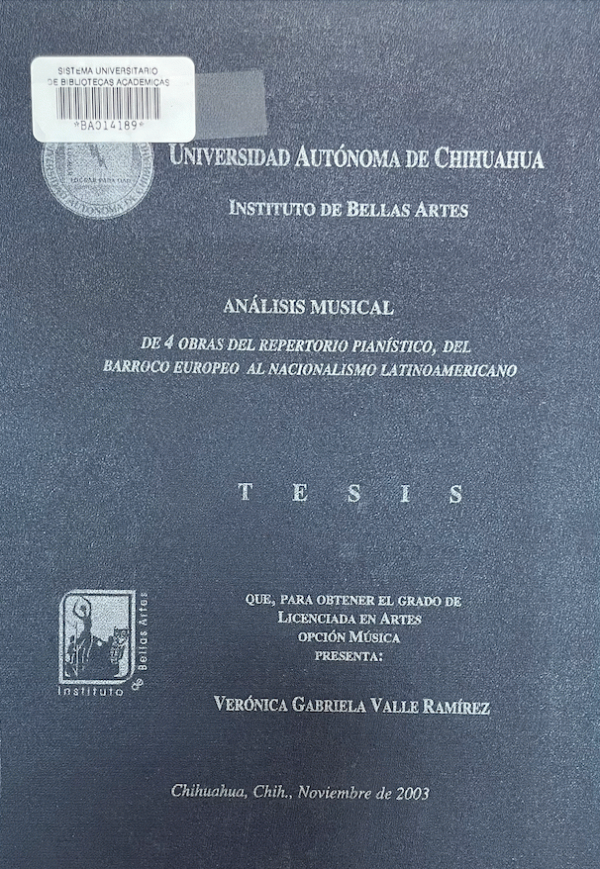 SISTEMA UNIVERSITARIO
DE BIBLIOTECAS ACADEMICAS
*BA014189*
UNIVERSIDAD AUTÓNOMA DE CHIHUAHUA
INSTITUTO DE BELLAS ARTES
ANÁLISIS MUSICAL
DE 4 OBRAS DEL REPERTORIO PIANÍSTICO, DEL
BARROCO EUROPEO AL NACIONALISMO LATINOAMERICANO
T E S I S
QUE, PARA OBTENER EL GRADO DE
LICENCIADA EN ARTES
OPCIÓN MÚSICA
PRESENTA:
Instituto de Bellas Artes
VERÓNICA GABRIELA VALLE RAMÍREZ
Chihuahua, Chih., Noviembre de 2003